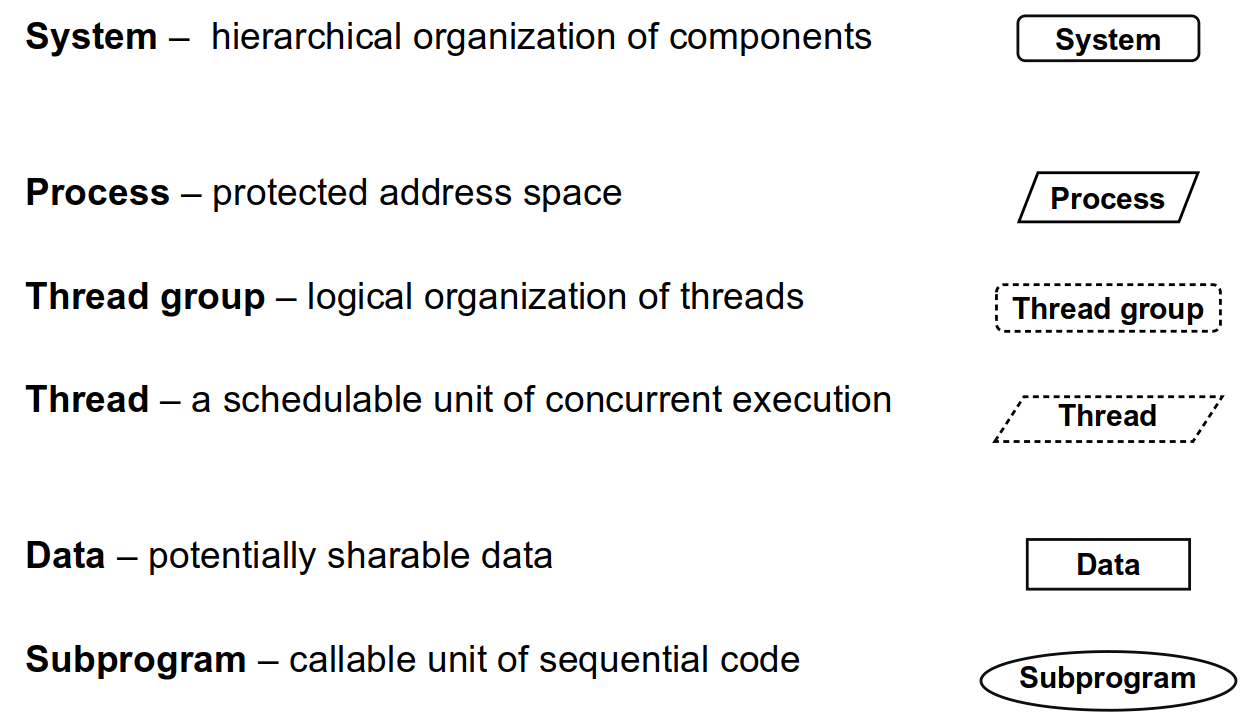 System –  hierarchical organization of components
System
Process – protected address space
Process
Thread group – logical organization of threads
Thread group
Thread – a schedulable unit of concurrent execution
Thread
Data – potentially sharable data
Data
Subprogram – callable unit of sequential code
Subprogram